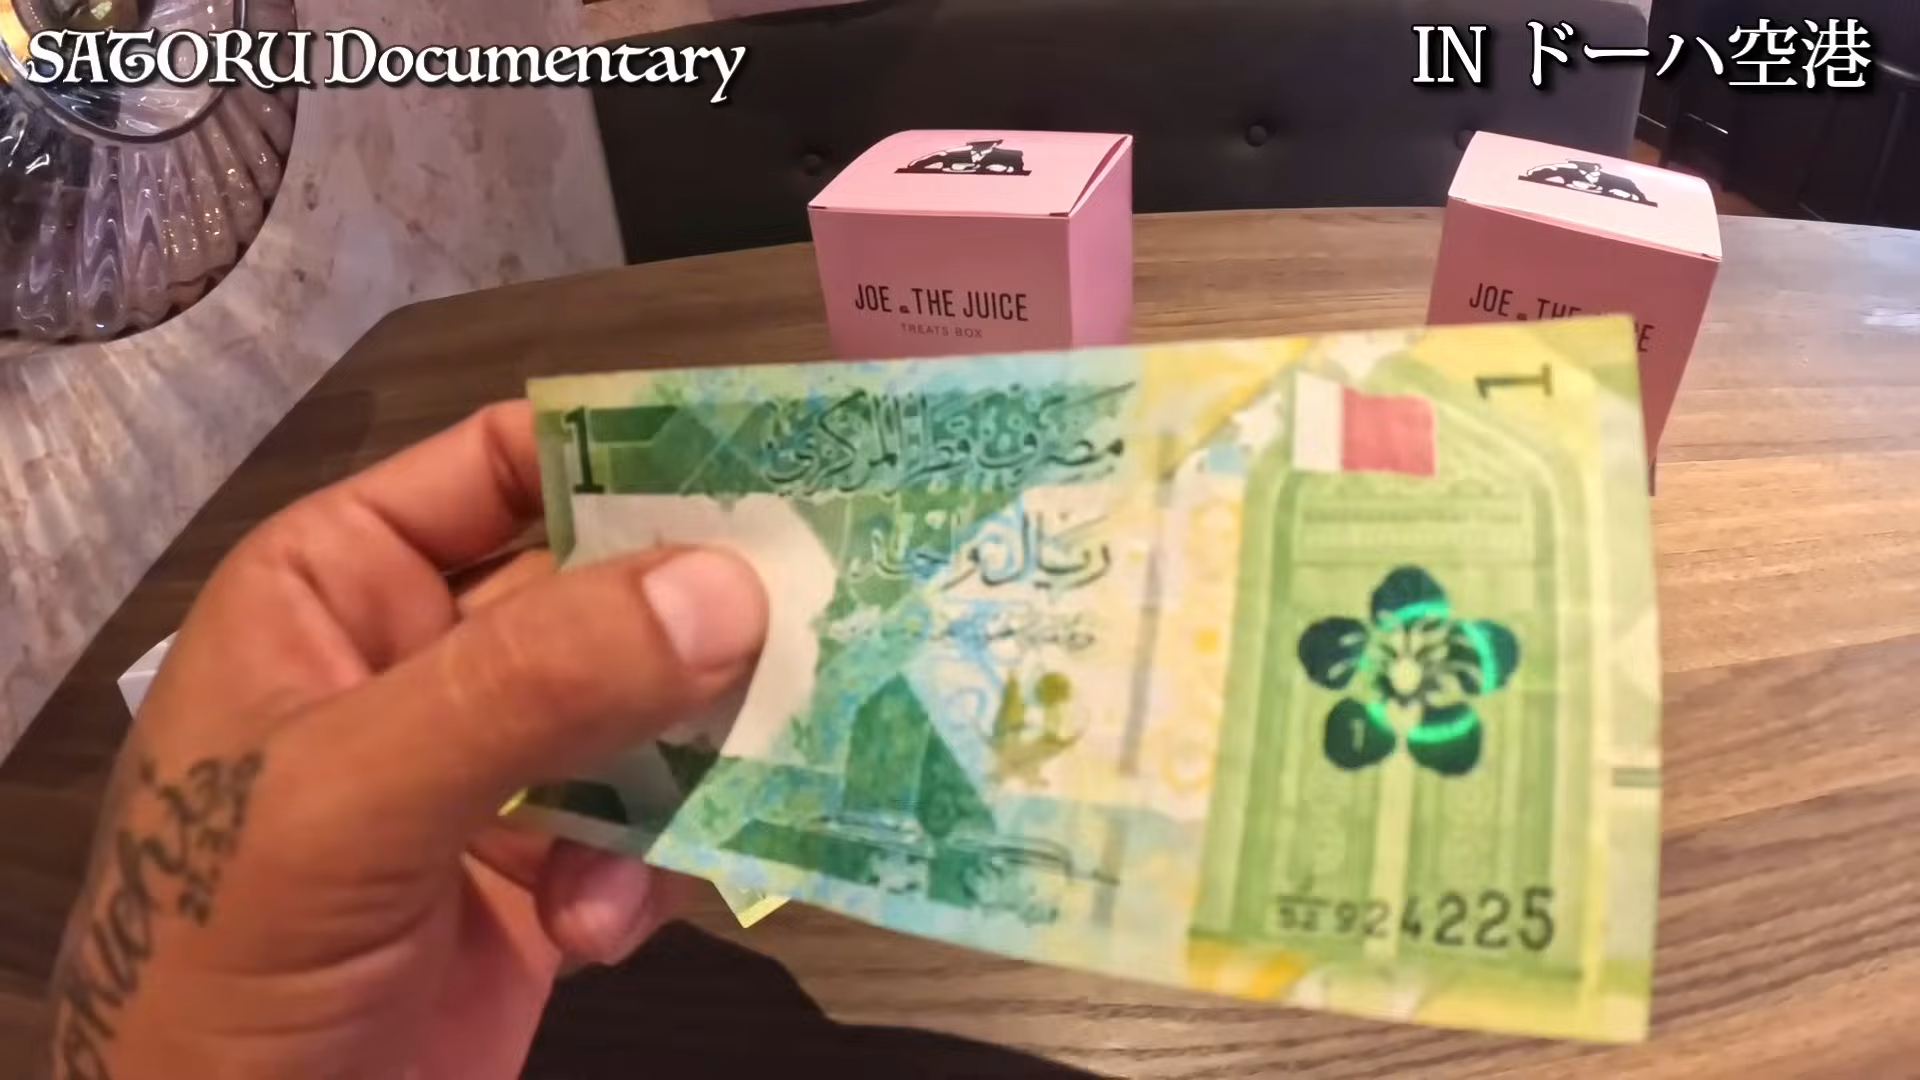 SATORU Documentary
IN ドーハ空港
JOE & THE JUICE
TREATS BOX
JOE & THE JUICE
1
مصرف قطر المركزي
1
ريال واحد
1
924225